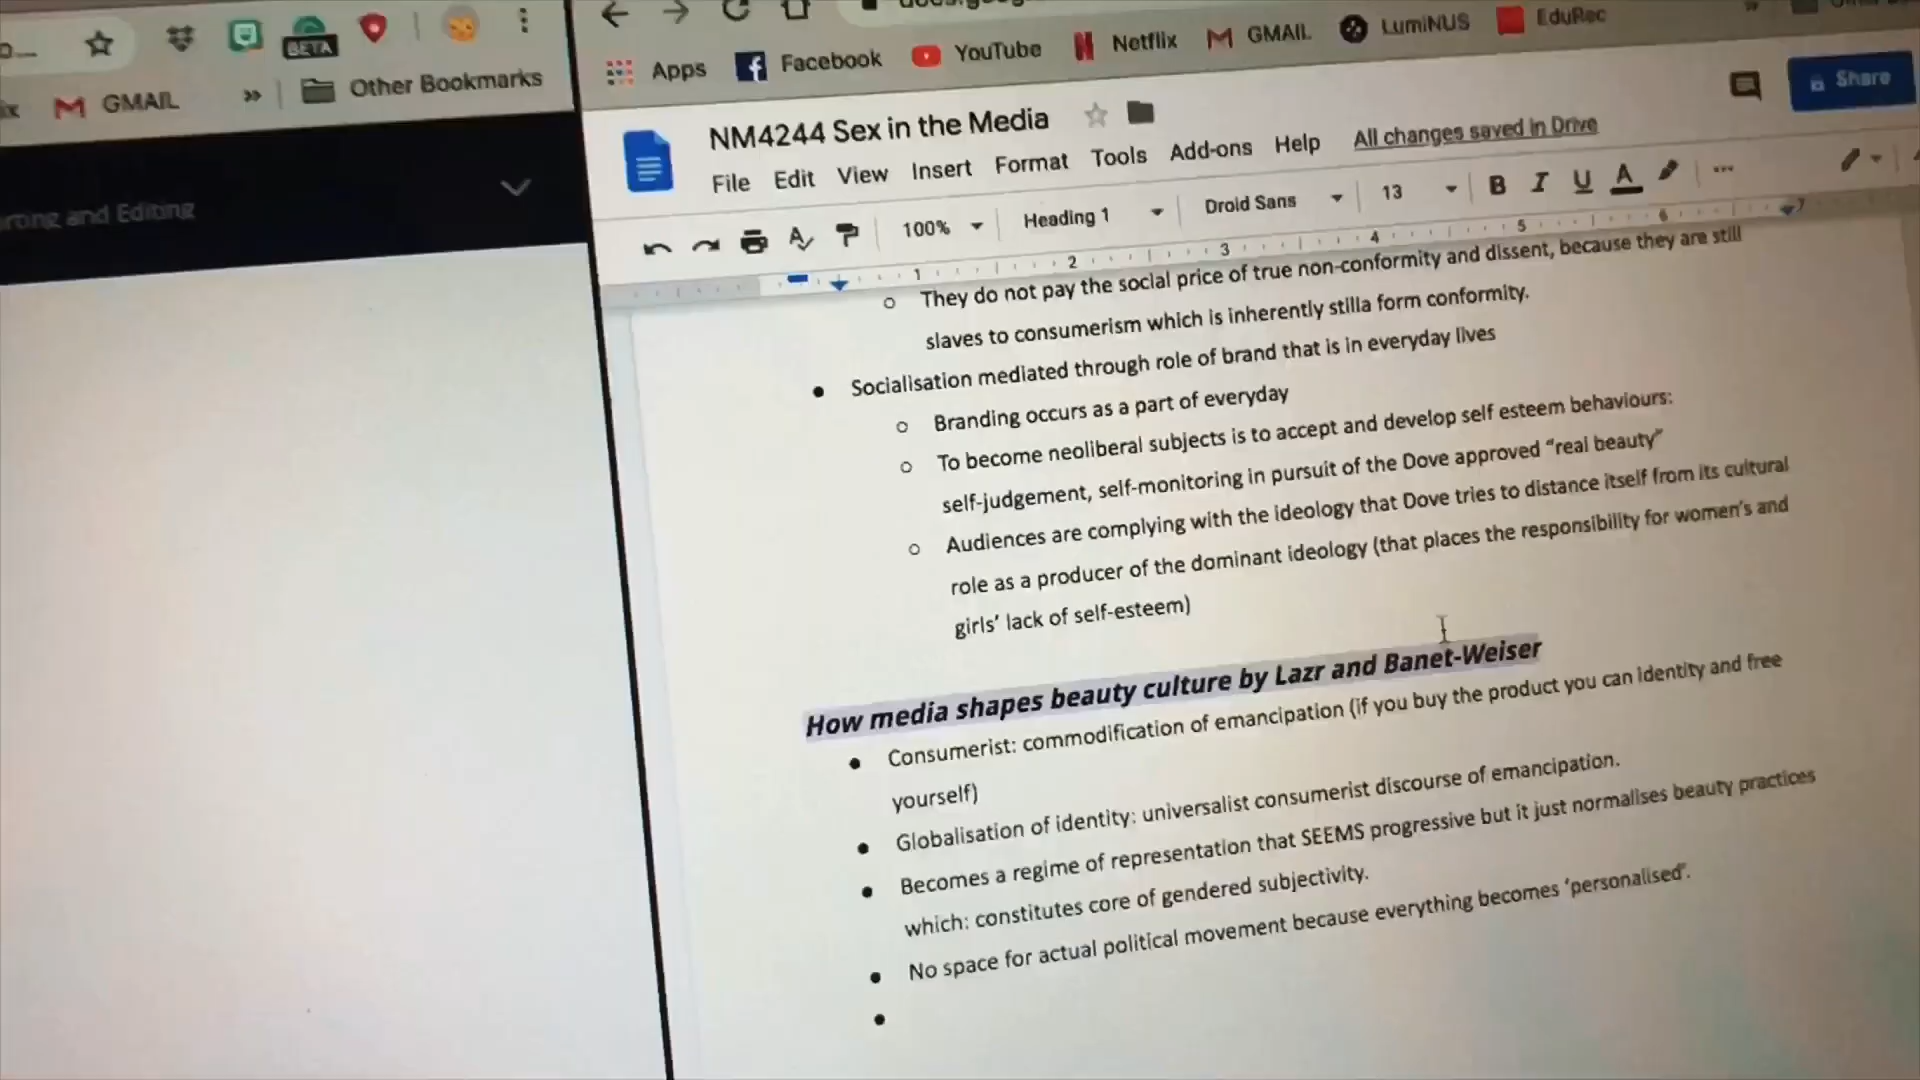 BETA
GMAIL
Other Bookmarks
and Editing
Apps
Facebook
YouTube
Netflix
GMAIL
LumiNUS
EduRec
NM4244 Sex in the Media
File Edit View Insert Format Tools Add-ons Help All changes saved in Drive
Share
100% Heading 1 Droid Sans 13 B I U A
1 2 3 4 5 6 7
They do not pay the social price of true non-conformity and dissent, because they are still
slaves to consumerism which is inherently stilla form conformity.
Socialisation mediated through role of brand that is in everyday lives
Branding occurs as a part of everyday
To become neoliberal subjects is to accept and develop self esteem behaviours:
self-judgement, self-monitoring in pursuit of the Dove approved “real beauty”
Audiences are complying with the ideology that Dove tries to distance itself from its cultural
role as a producer of the dominant ideology (that places the responsibility for women’s and
girls’ lack of self-esteem)
How media shapes beauty culture by Lazr and Banet-Weiser
Consumerist: commodification of emancipation (if you buy the product you can identity and free
yourself)
Globalisation of identity: universalist consumerist discourse of emancipation.
Becomes a regime of representation that SEEMS progressive but it just normalises beauty practices
which: constitutes core of gendered subjectivity.
No space for actual political movement because everything becomes ‘personalised’.